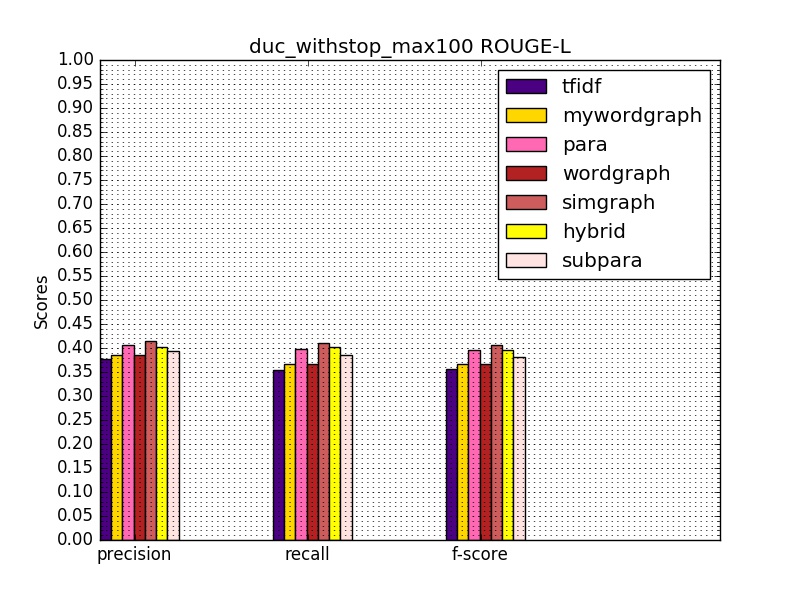 duc_withstop_max100 ROUGE-L
1.00
0.95
0.90
0.85
0.80
0.75
0.70
0.65
0.60
0.55
0.50
0.45
0.40
0.35
0.30
0.25
0.20
0.15
0.10
0.05
0.00
Scores
tfidf
mywordgraph
para
wordgraph
simgraph
hybrid
subpara
precision recall f-score